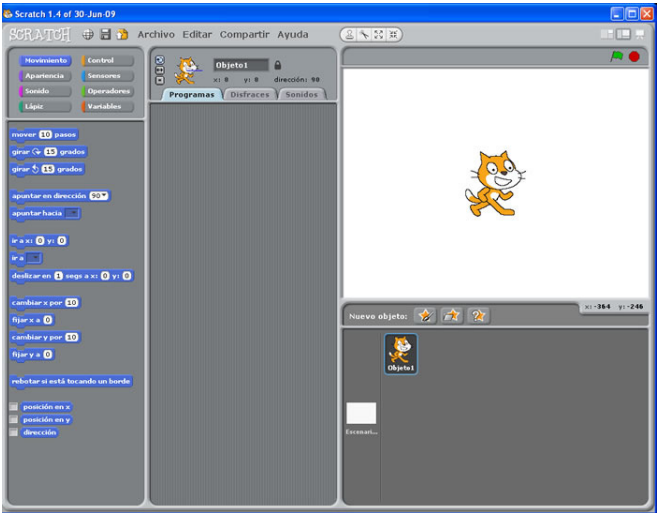 Scratch 1.4 of 30-Jun-09
SCRATCH Archivo Editar Compartir Ayuda
Movimiento Control
Apariencia Sensores
Sonido Operadores
Lápiz Variables
mover 10 pasos
girar 15 grados
girar 15 grados
apuntar en dirección 90
apuntar hacia
ir a x: 0 y: 0
ir a
deslizar en 1 segs a x: 0 y: 0
cambiar x por 10
fijar x a 0
cambiar y por 10
fijar y a 0
rebotar si está tocando un borde
posición en x
posición en y
dirección
Objeto1
x: 0 y: 0 dirección: 90
Programas Disfraces Sonidos
x: -364 y: -246
Nuevo objeto:
Objeto1
Escenari...